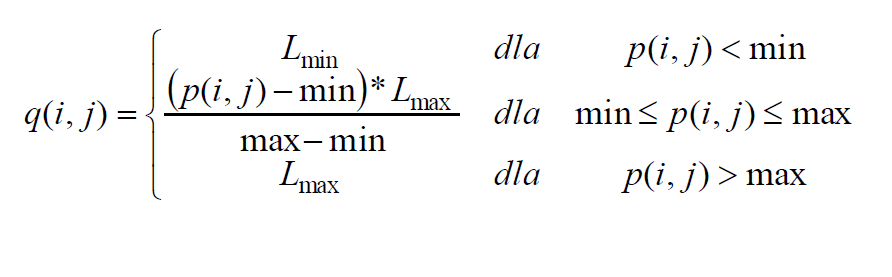 L_min dla p(i, j) < min
q(i, j) = { (p(i, j) − min)* L_max / max− min dla min ≤ p(i, j) ≤ max
L_max dla p(i, j) > max